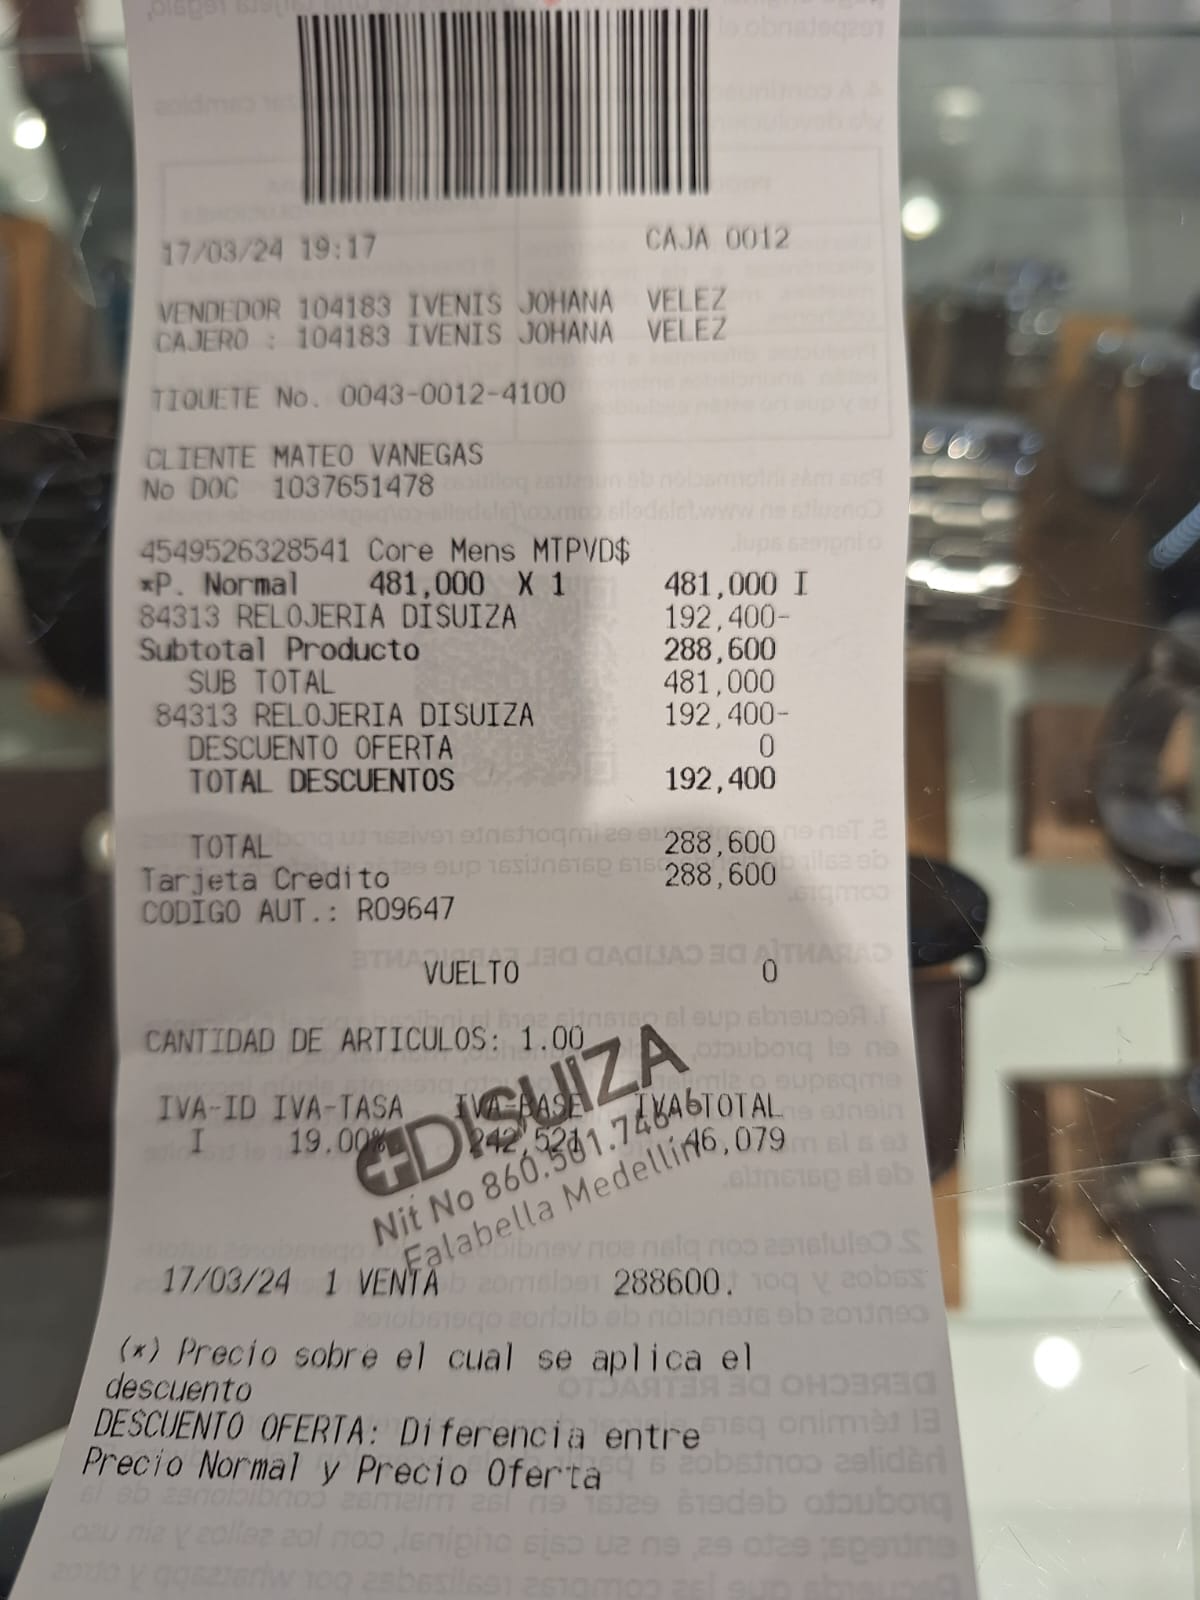 17/03/24 19:17 CAJA 0012
VENDEDOR 104183 IVENIS JOHANA VELEZ
CAJERO : 104183 IVENIS JOHANA VELEZ
TIQUETE No. 0043-0012-4100
CLIENTE MATEO VANEGAS
No DOC 1037651478
4549526328541 Core Mens MTPVD$
*P. Normal 481,000 X 1 481,000 I
84313 RELOJERIA DISUIZA 192,400-
Subtotal Producto 288,600
SUB TOTAL 481,000
84313 RELOJERIA DISUIZA 192,400-
DESCUENTO OFERTA 0
TOTAL DESCUENTOS 192,400
TOTAL 288,600
Tarjeta Credito 288,600
CODIGO AUT.: R09647
VUELTO 0
CANTIDAD DE ARTICULOS: 1.00
IVA-ID IVA-TASA IVA-BASE IVA-TOTAL
I 19.00% 242,521 46,079
DISUIZA
Nit No
Falabella Medellín
17/03/24 1 VENTA 288600.
(*) Precio sobre el cual se aplica el
descuento
DESCUENTO OFERTA: Diferencia entre
Precio Normal y Precio Oferta